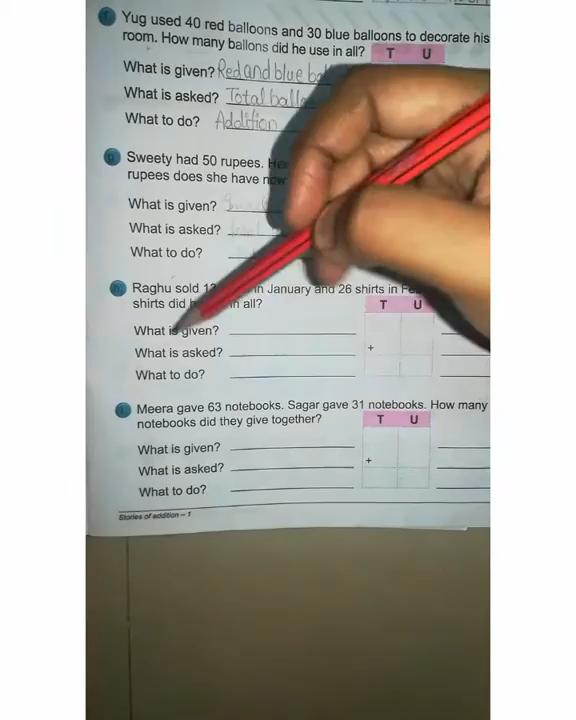 f Yug used 40 red balloons and 30 blue balloons to decorate his
room. How many ballons did he use in all?
T U
What is given? Red and blue
What is asked? Total
What to do? Addition
g Sweety had 50 rupees.
rupees does she have now
What is given?
What is asked?
What to do?
h Raghu sold in January and 26 shirts in
shirts did in all?
T U
What is given?
What is asked?
+
What to do?
i Meera gave 63 notebooks. Sagar gave 31 notebooks. How many
notebooks did they give together?
T U
What is given?
What is asked?
+
What to do?
Stories of addition – 1